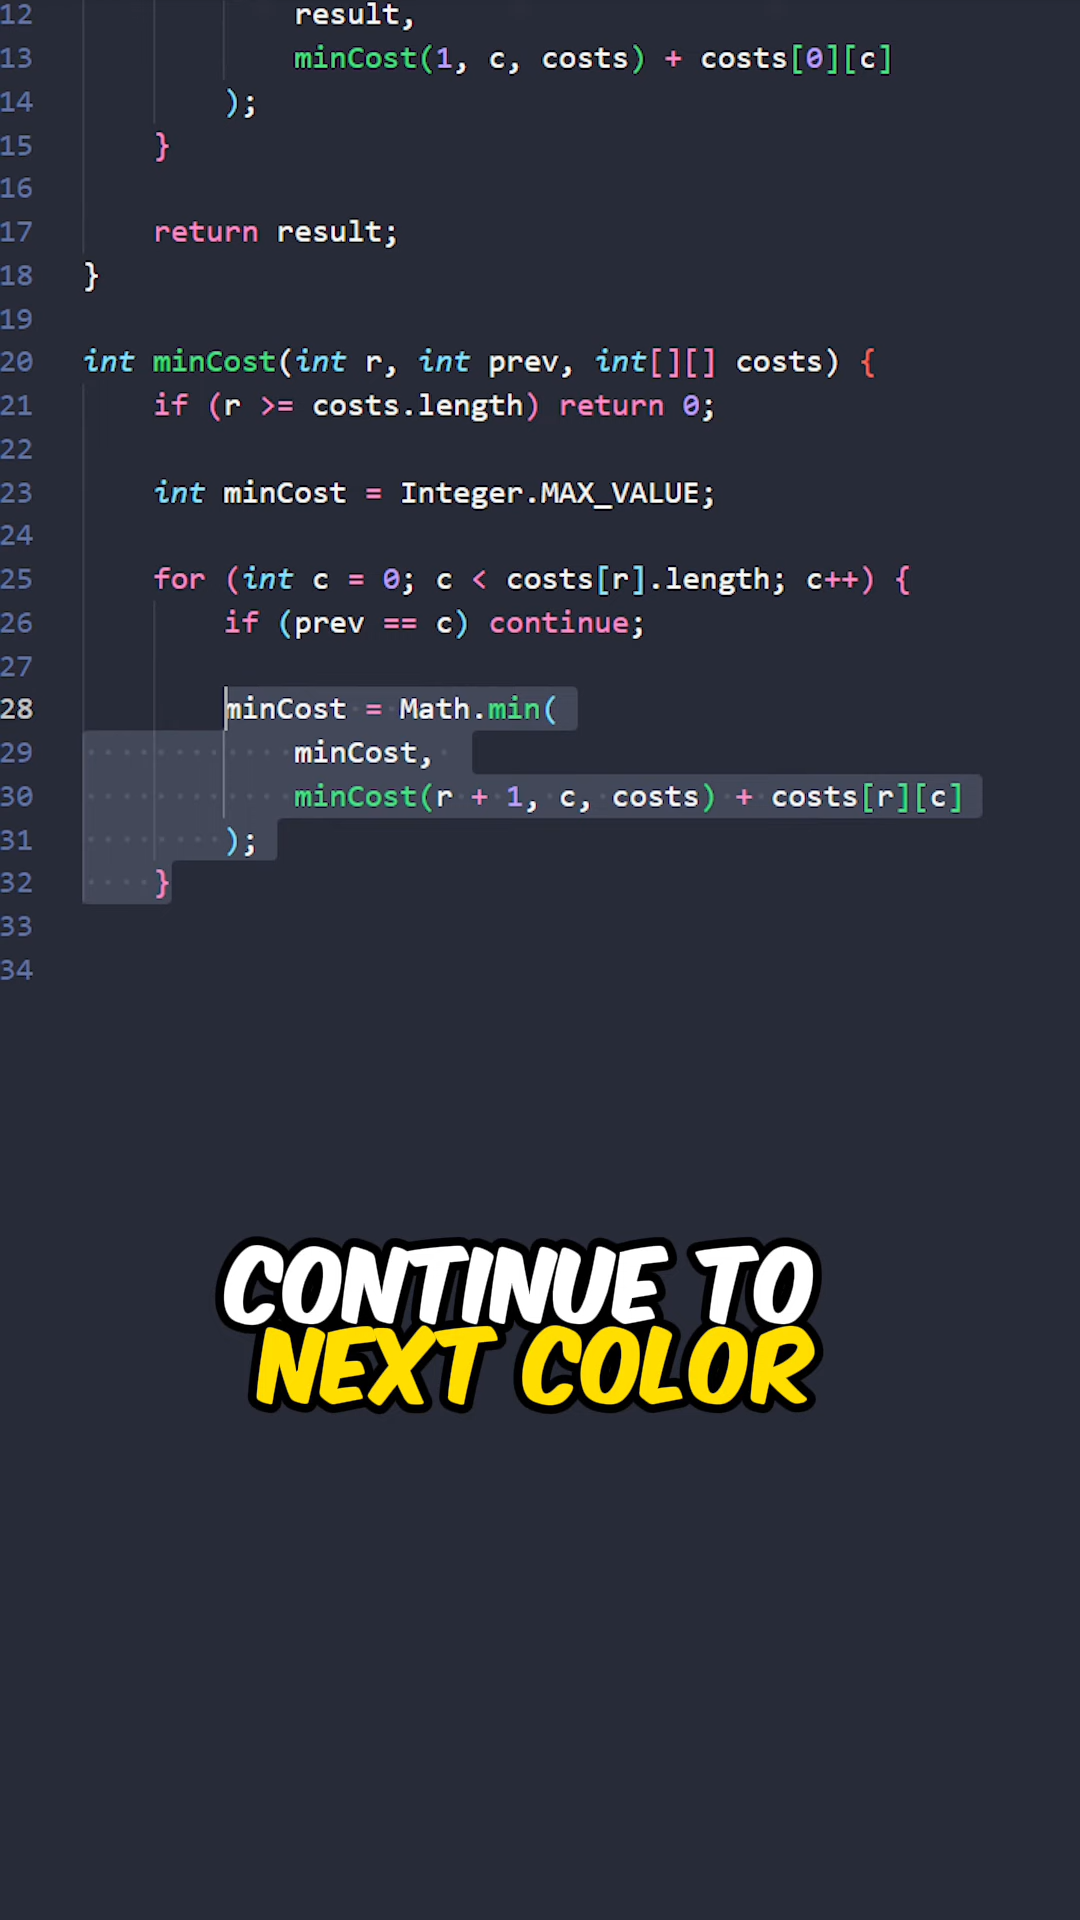 12 result,
13 minCost(1, c, costs) + costs[0][c]
14 );
15 }
16
17 return result;
18 }
19
20 int minCost(int r, int prev, int[][] costs) {
21 if (r >= costs.length) return 0;
22
23 int minCost = Integer.MAX_VALUE;
24
25 for (int c = 0; c < costs[r].length; c++) {
26 if (prev == c) continue;
27
28 minCost = Math.min(
29 minCost,
30 minCost(r + 1, c, costs) + costs[r][c]
31 );
32 }
33
34
CONTINUE TO
NEXT COLOR